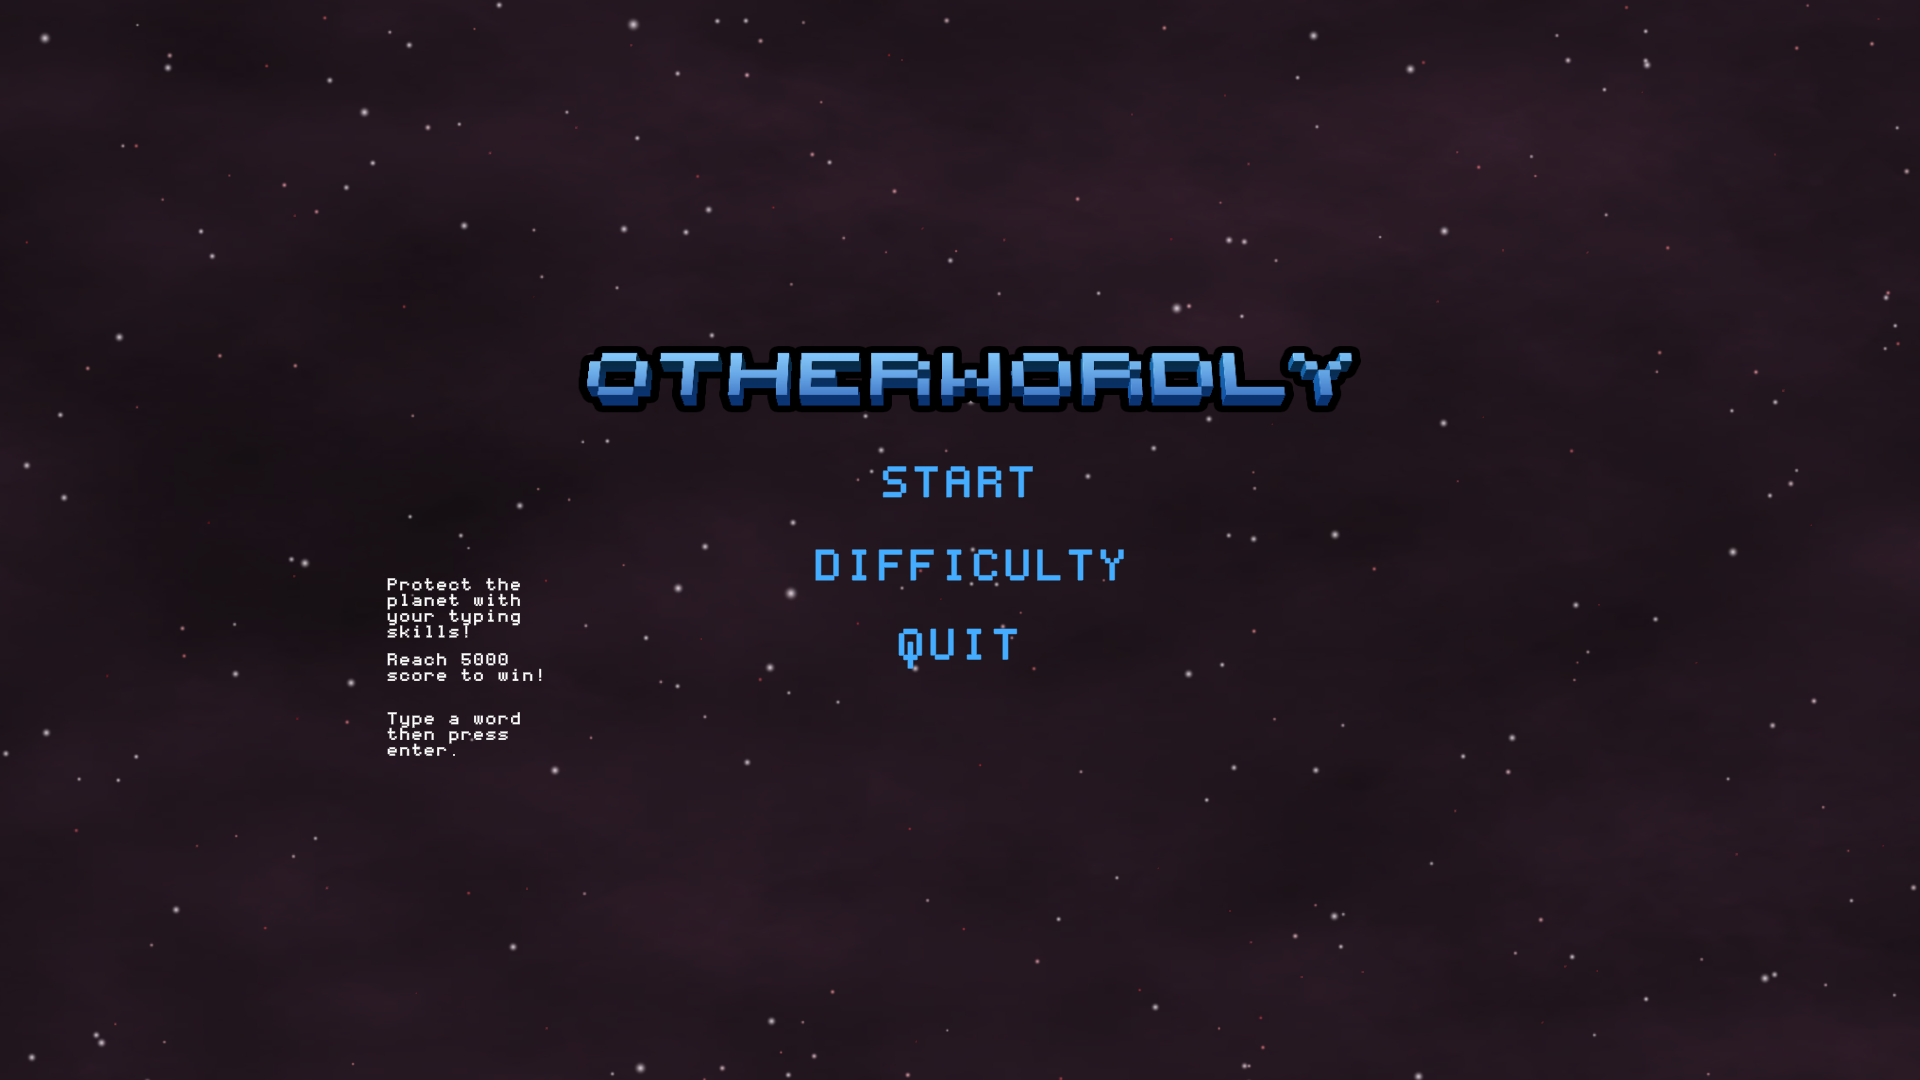 OTHERWORDLY
START
DIFFICULTY
QUIT
Protect the
planet with
your typing
skills!
Reach 5000
score to win!
Type a word
then press
enter.